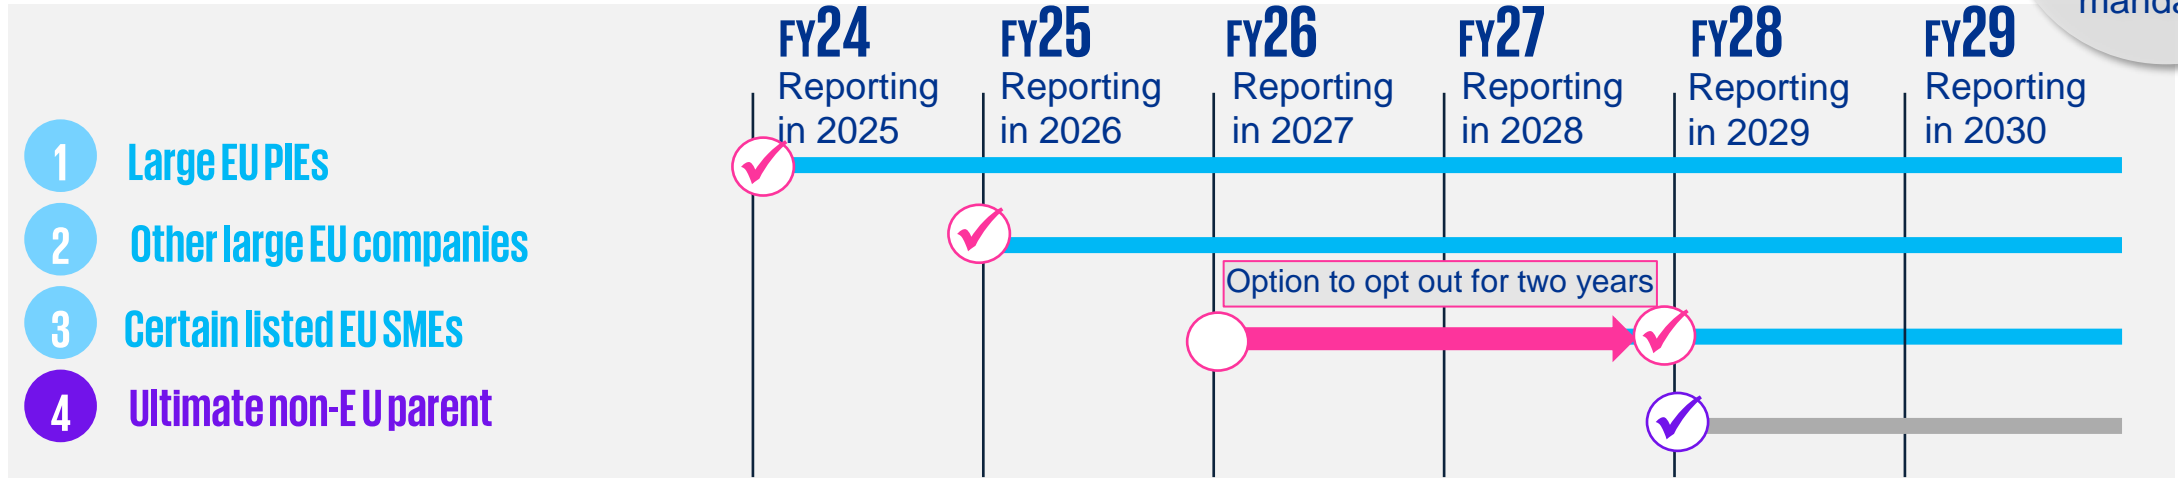 FY24 FY25 FY26 FY27 FY28 FY29
Reporting Reporting Reporting Reporting Reporting Reporting
in 2025 in 2026 in 2027 in 2028 in 2029 in 2030
1 Large EU PIEs
2 Other large EU companies
Option to opt out for two years
3 Certain listed EU SMEs
4 Ultimate non-E U parent